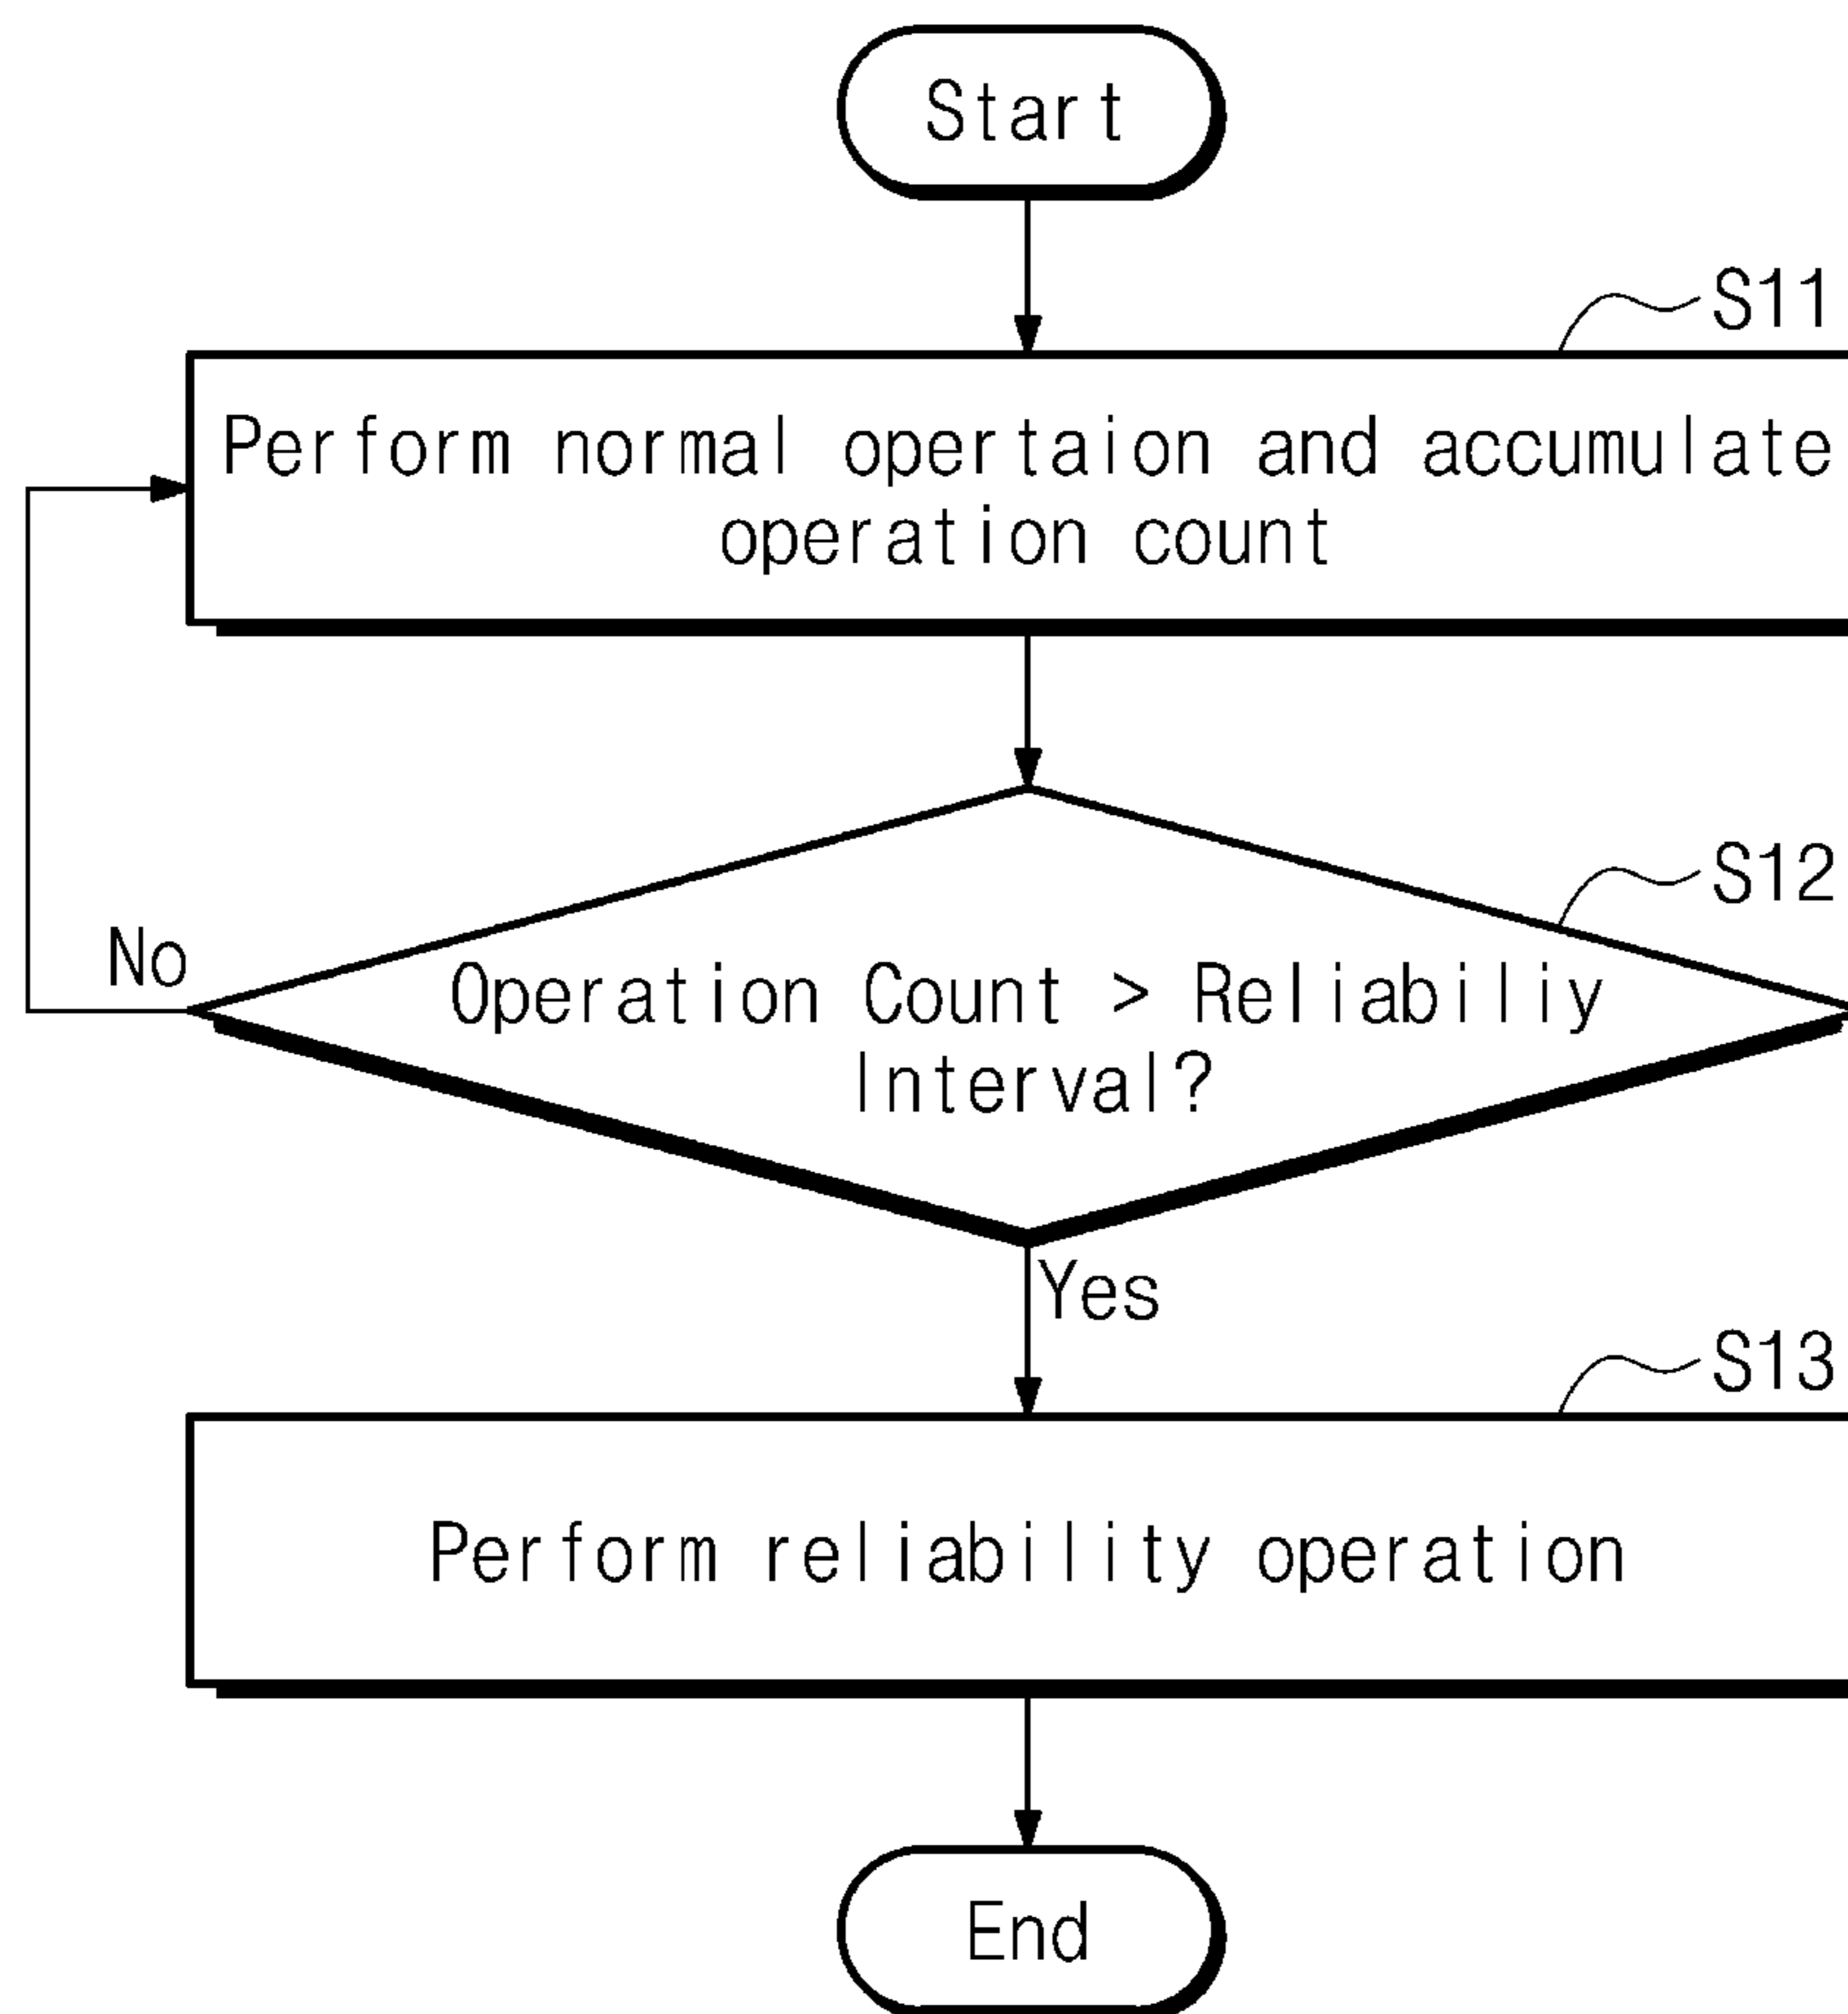 Start
S11
Perform normal opertaion and accumulate
operation count
S12
No
Operation Count > Reliabiliy
Interval?
Yes
S13
Perform reliability operation
End